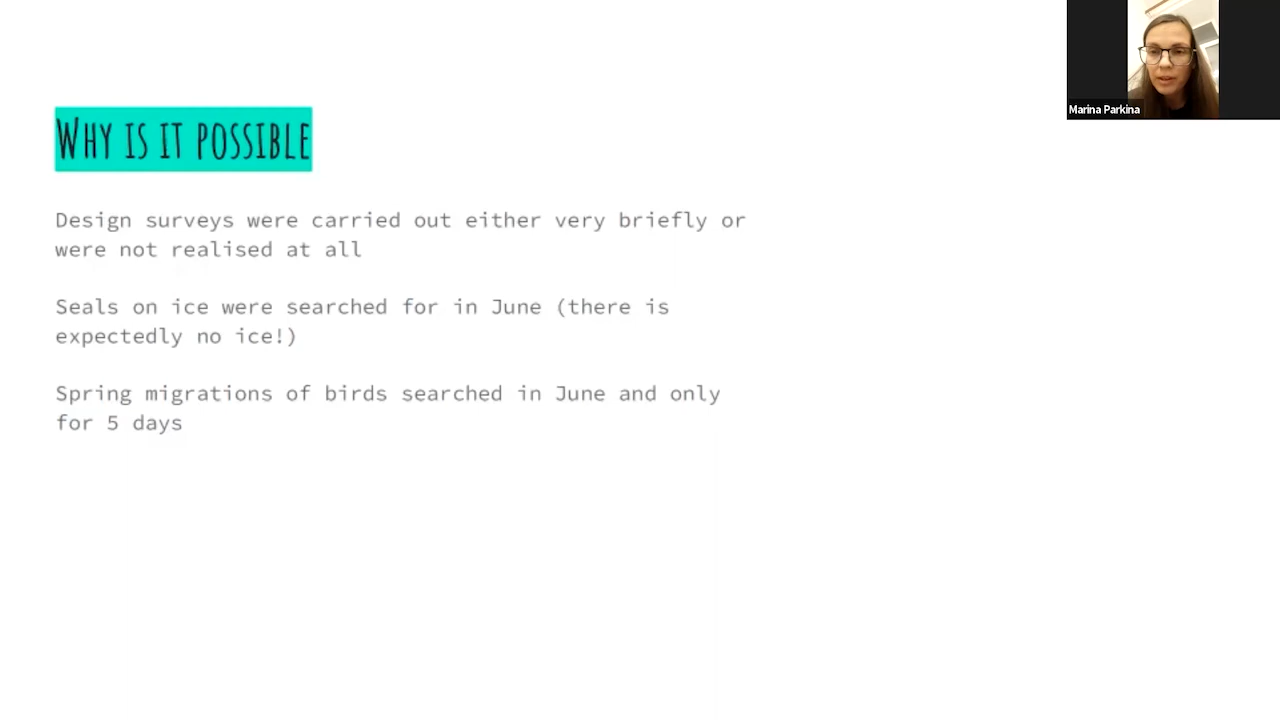 Marina Parkina
WHY IS IT POSSIBLE
Design surveys were carried out either very briefly or
were not realised at all
Seals on ice were searched for in June (there is
expectedly no ice!)
Spring migrations of birds searched in June and only
for 5 days